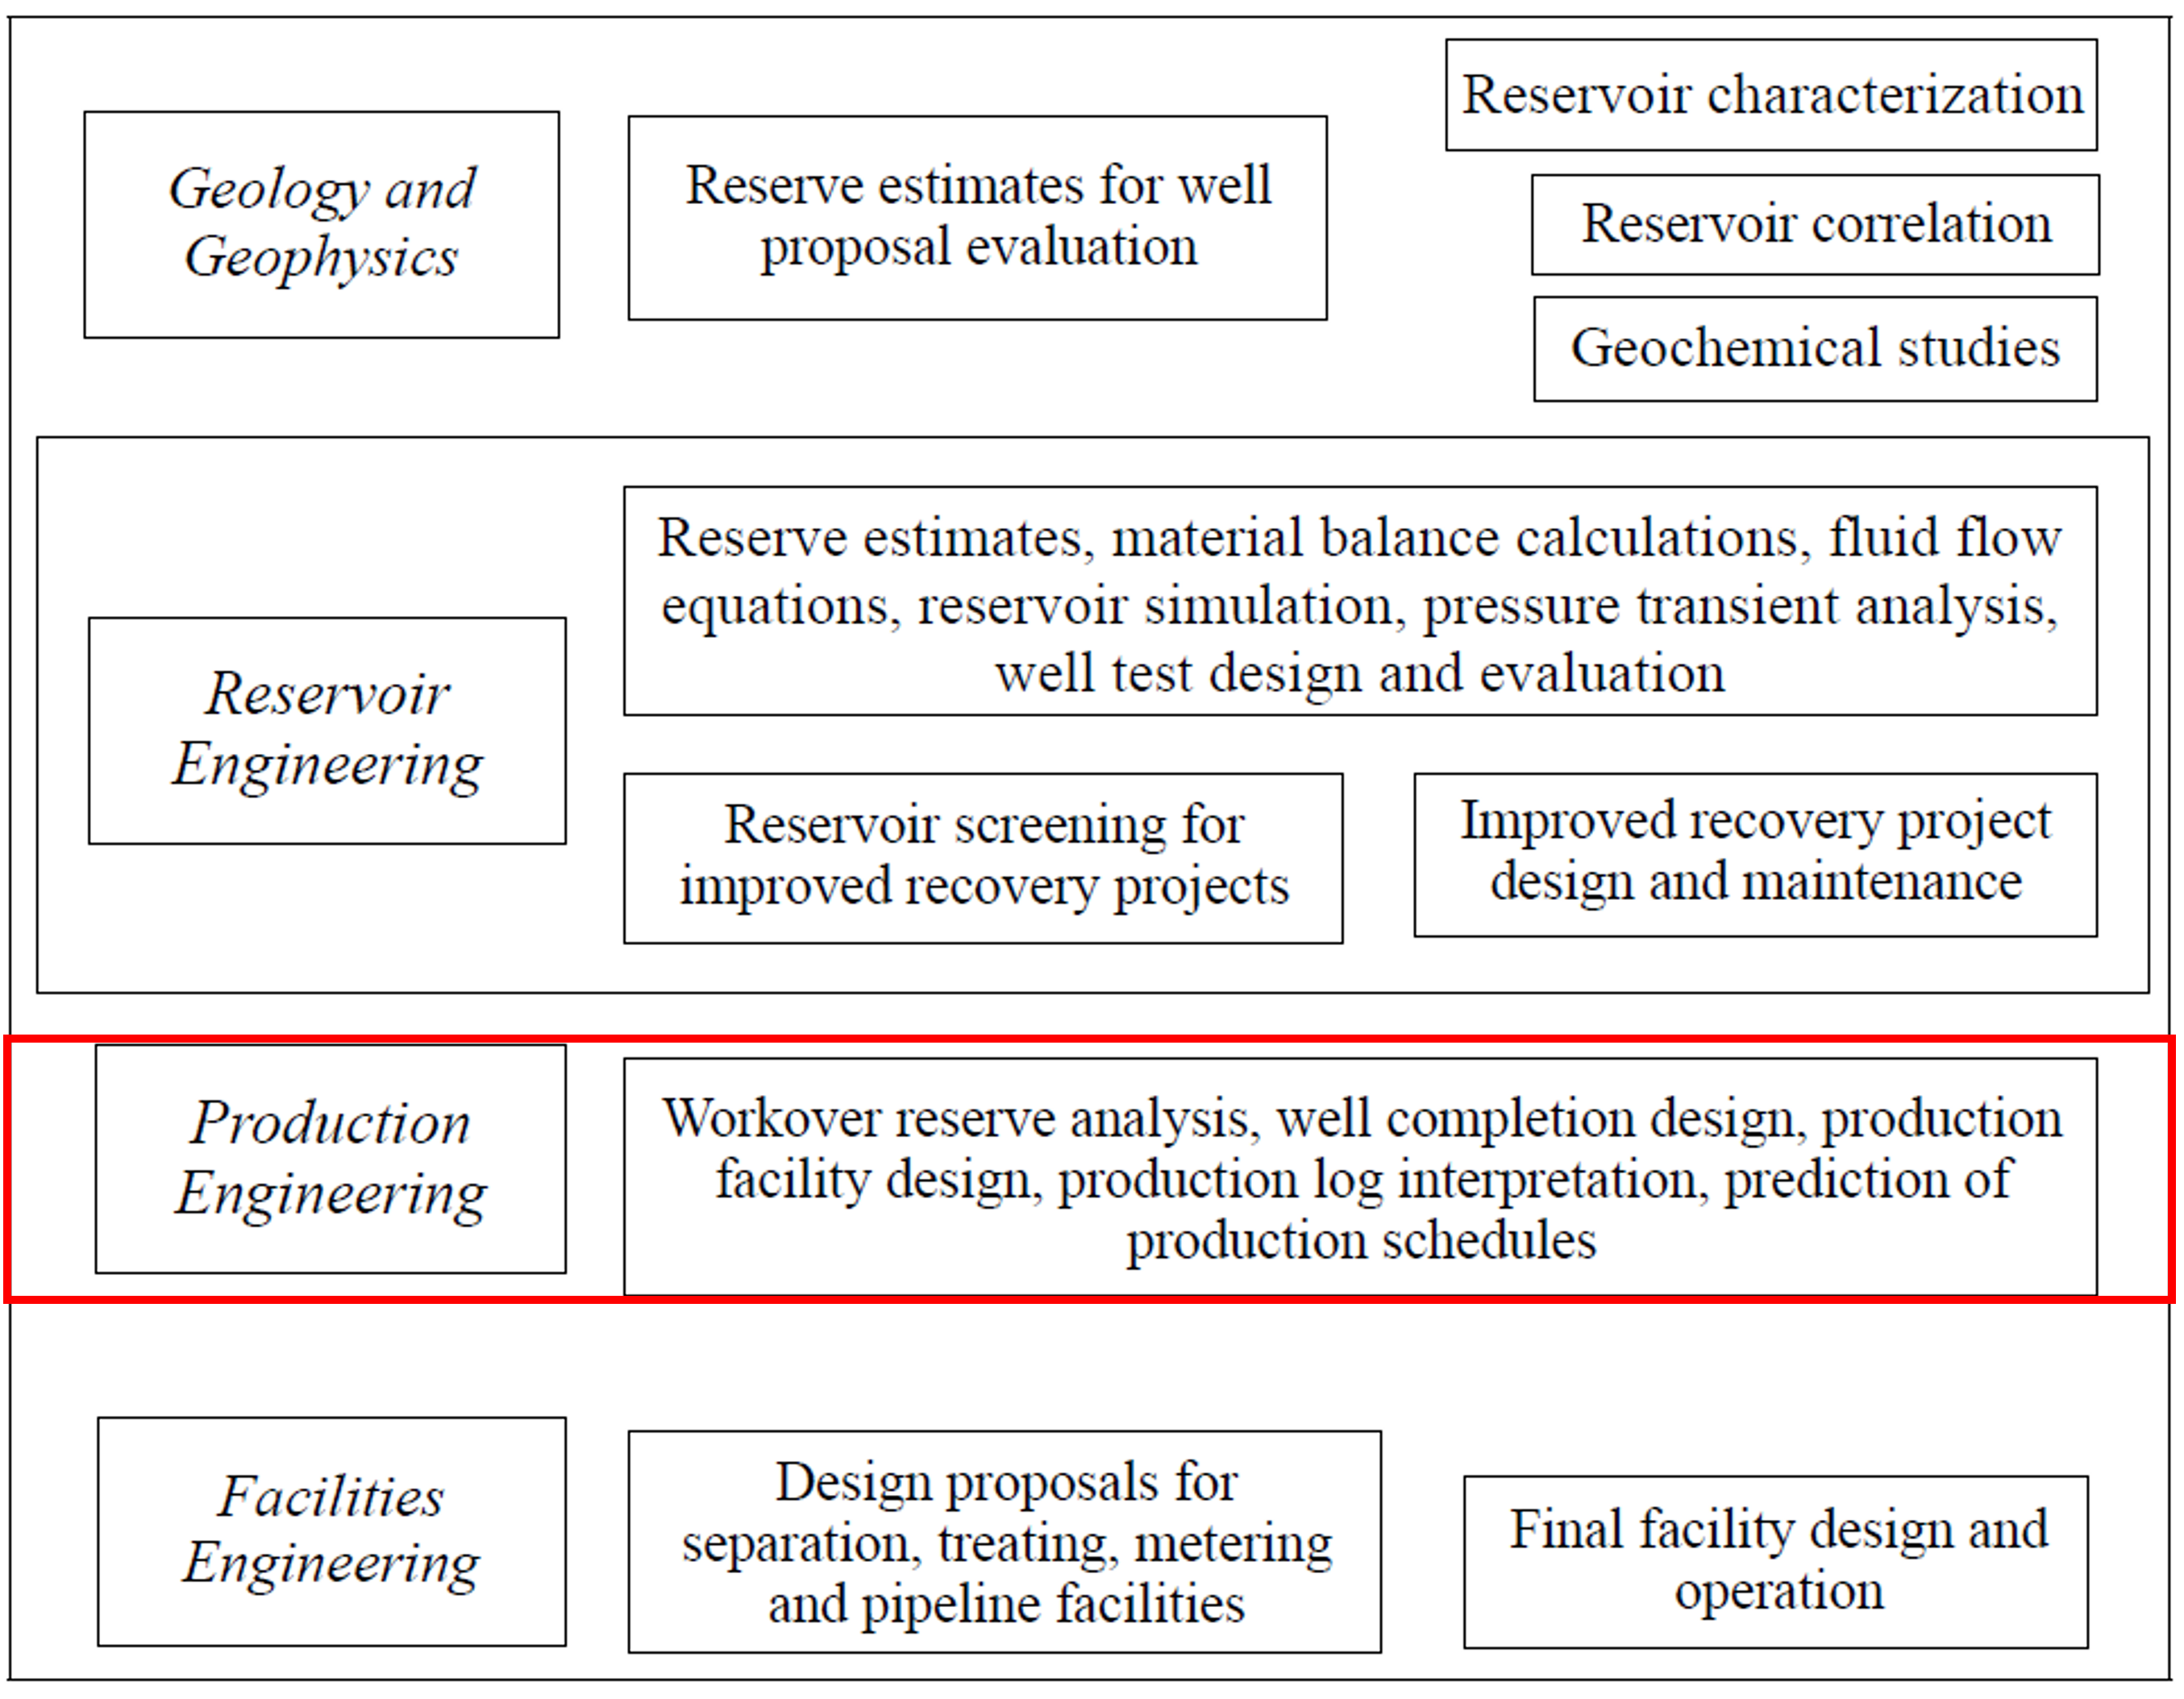 Geology and
Geophysics
Reserve estimates for well
proposal evaluation
Reservoir characterization
Reservoir correlation
Geochemical studies
Reservoir
Engineering
Reserve estimates, material balance calculations, fluid flow
equations, reservoir simulation, pressure transient analysis,
well test design and evaluation
Reservoir screening for
improved recovery projects
Improved recovery project
design and maintenance
Production
Engineering
Workover reserve analysis, well completion design, production
facility design, production log interpretation, prediction of
production schedules
Facilities
Engineering
Design proposals for
separation, treating, metering
and pipeline facilities
Final facility design and
operation